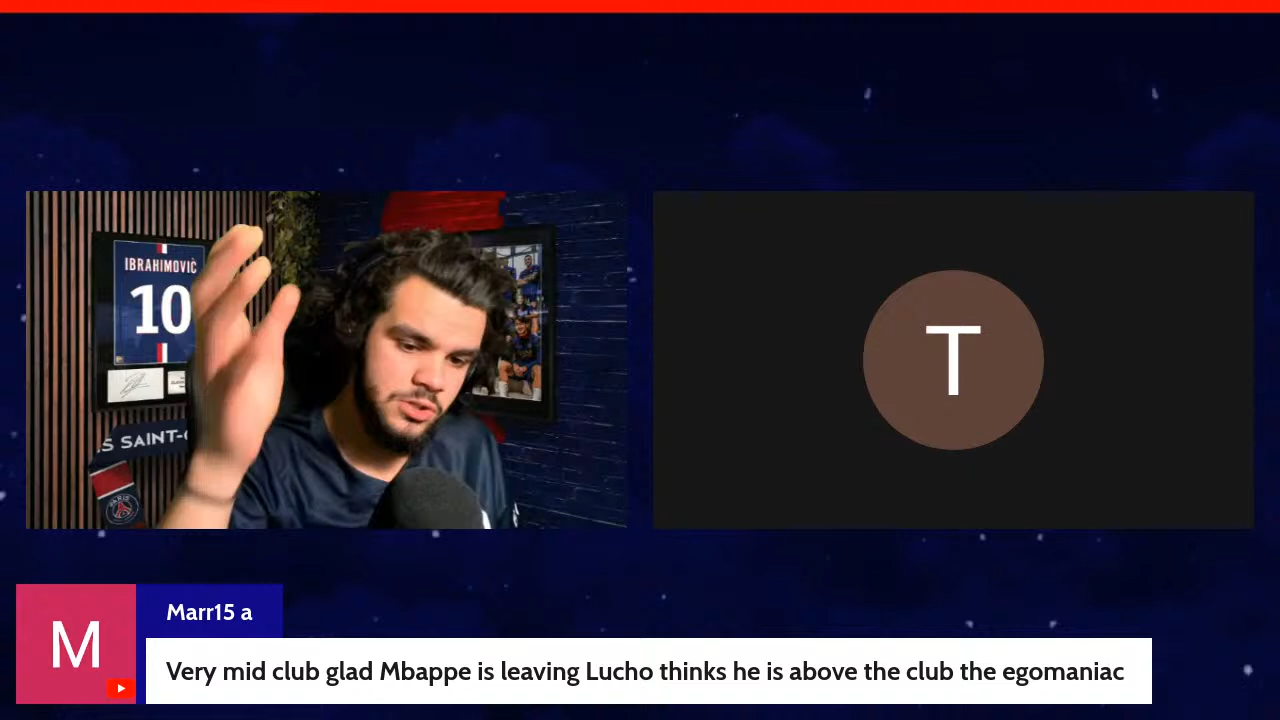 IBRAHIMOVIĆ
10
S SAINT-
PARIS
T
M
Marr15 a
Very mid club glad Mbappe is leaving Lucho thinks he is above the club the egomaniac